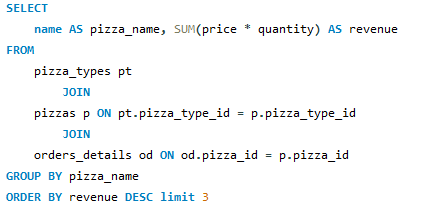 SELECT
name AS pizza_name, SUM(price * quantity) AS revenue
FROM
pizza_types pt
JOIN
pizzas p ON pt.pizza_type_id = p.pizza_type_id
JOIN
orders_details od ON od.pizza_id = p.pizza_id
GROUP BY pizza_name
ORDER BY revenue DESC limit 3